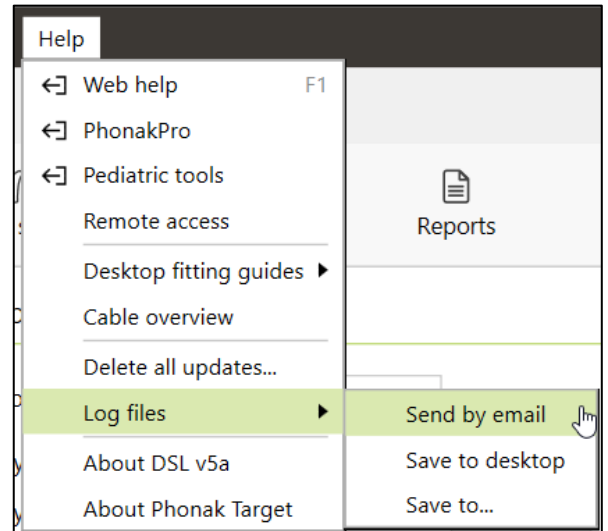 Help
Web help F1
PhonakPro
Pediatric tools
Remote access
Reports
Desktop fitting guides
Cable overview
Delete all updates...
Log files
Send by email
About DSL v5a
Save to desktop
About Phonak Target
Save to...